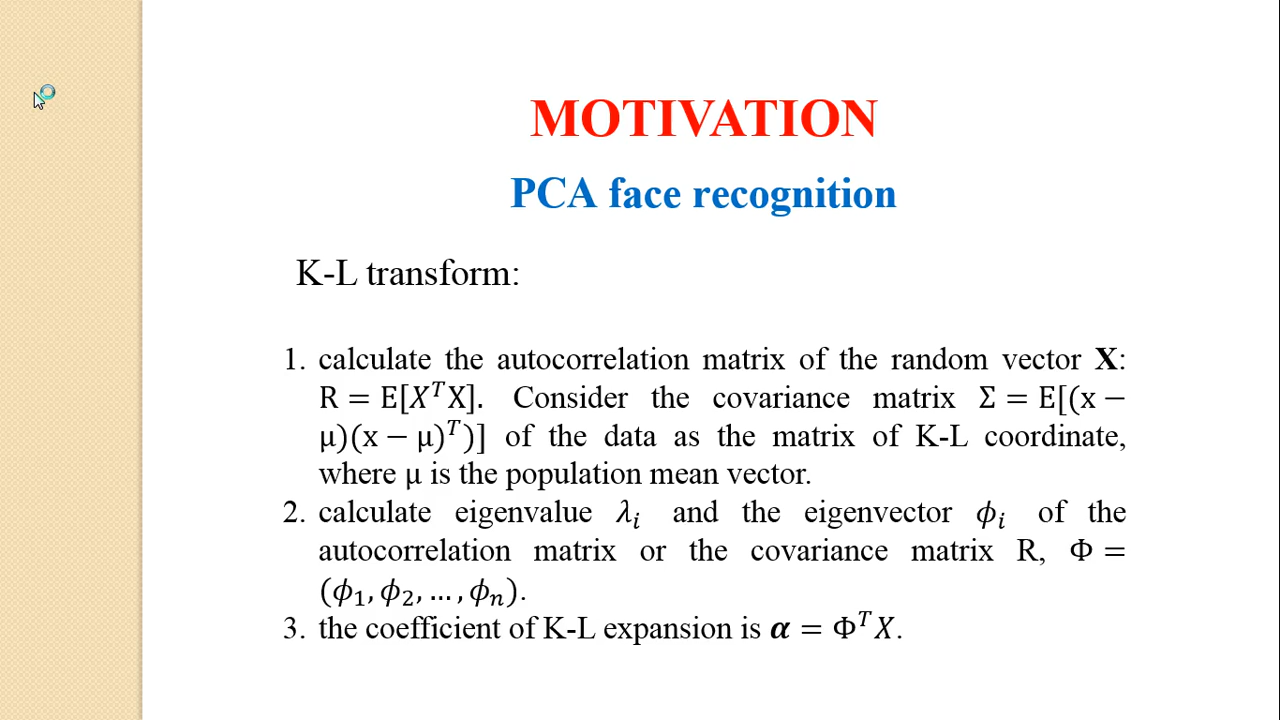 MOTIVATION
PCA face recognition
K-L transform:
1. calculate the autocorrelation matrix of the random vector X:
R = E[XᵀX]. Consider the covariance matrix Σ = E[(x −
μ)(x − μ)ᵀ)] of the data as the matrix of K-L coordinate,
where μ is the population mean vector.
2. calculate eigenvalue λᵢ and the eigenvector ϕᵢ of the
autocorrelation matrix or the covariance matrix R, Φ =
(ϕ₁, ϕ₂, … , ϕₙ).
3. the coefficient of K-L expansion is α = ΦᵀX.